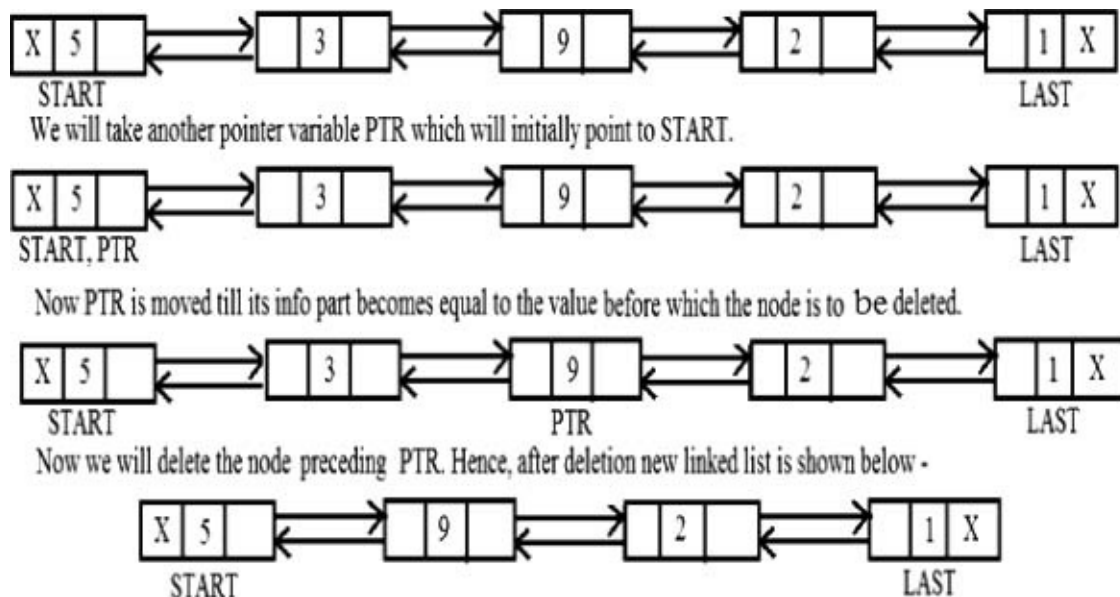 X 5 3 9 2 1 X
START LAST
We will take another pointer variable PTR which will initially point to START.
X 5 3 9 2 1 X
START, PTR LAST
Now PTR is moved till its info part becomes equal to the value before which the node is to be deleted.
X 5 3 9 2 1 X
START PTR LAST
Now we will delete the node preceding PTR. Hence, after deletion new linked list is shown below -
X 5 9 2 1 X
START LAST